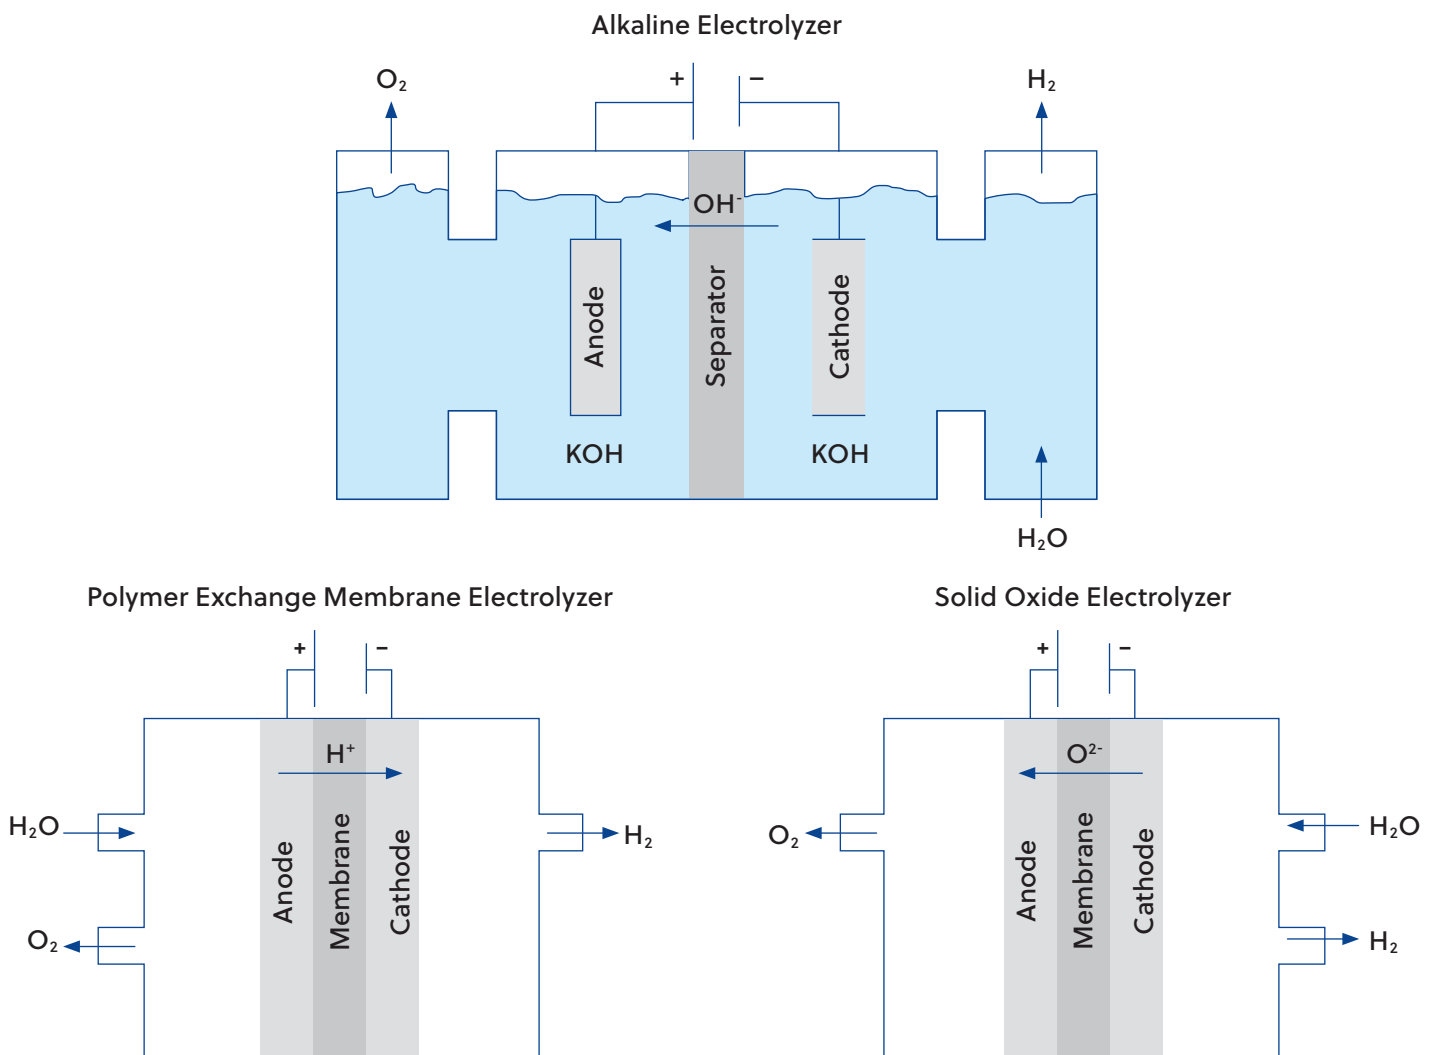 Alkaline Electrolyzer
O₂
+
−
H₂
OH⁻
Anode
Separator
Cathode
KOH
KOH
H₂O
Polymer Exchange Membrane Electrolyzer
+
−
H⁺
H₂O
H₂
Anode
Membrane
Cathode
O₂
Solid Oxide Electrolyzer
+
−
O²⁻
O₂
H₂O
Anode
Membrane
Cathode
H₂